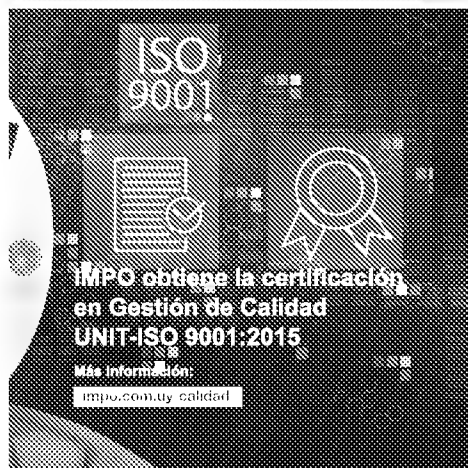 ISO
9001
IMPO obtiene la certificación
en Gestión de Calidad
UNIT-ISO 9001:2015
Más información:
impo.com.uy/calidad